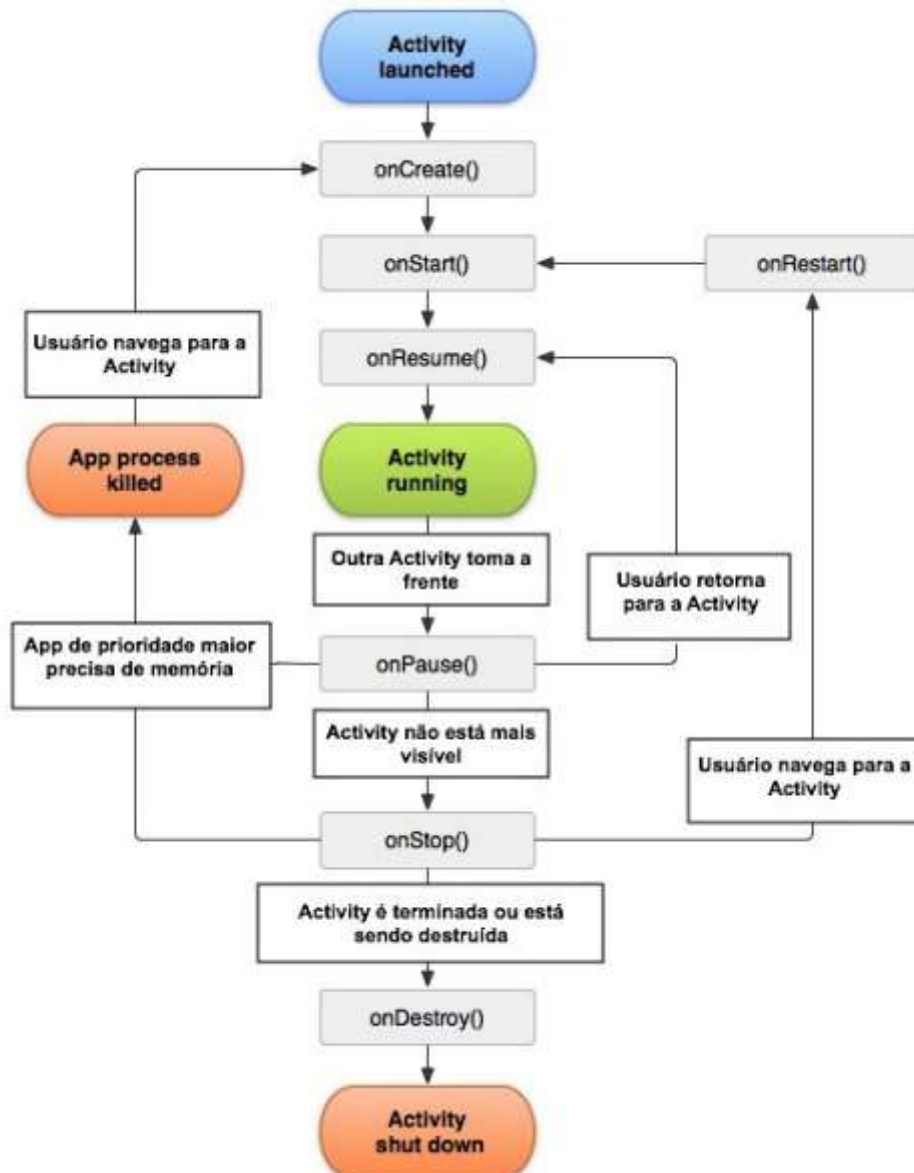 Activity
launched
onCreate()
onStart()
onRestart()
Usuário navega para a
Activity
onResume()
App process
killed
Activity
running
Outra Activity toma a
frente
Usuário retorna
para a Activity
App de prioridade maior
precisa de memória
onPause()
Activity não está mais
visível
Usuário navega para a
Activity
onStop()
Activity é terminada ou está
sendo destruída
onDestroy()
Activity
shut down